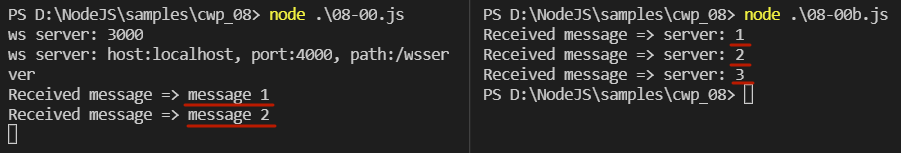 PS D:\NodeJS\samples\cwp_08> node .\08-00.js
ws server: 3000
ws server: host:localhost, port:4000, path:/wsser
ver
Received message => message 1
Received message => message 2
PS D:\NodeJS\samples\cwp_08> node .\08-00b.js
Received message => server: 1
Received message => server: 2
Received message => server: 3
PS D:\NodeJS\samples\cwp_08>